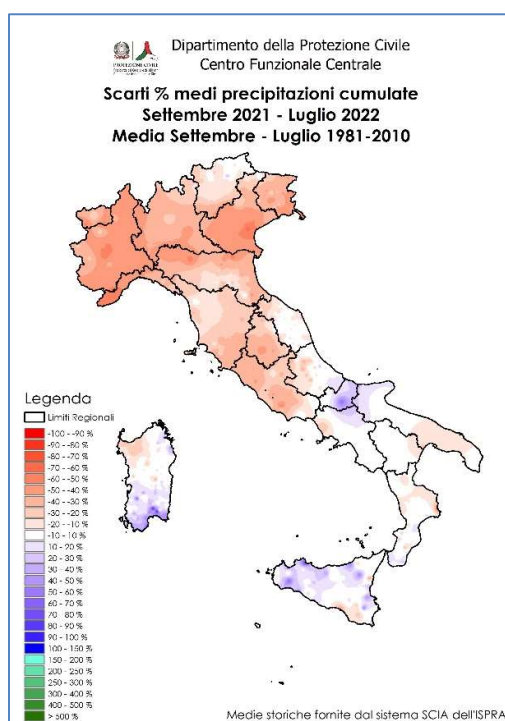 Dipartimento della Protezione Civile
Centro Funzionale Centrale
PROTEZIONE CIVILE
Scarti % medi precipitazioni cumulate
Settembre 2021 - Luglio 2022
Media Settembre - Luglio 1981-2010
Legenda
Limiti Regionali
-100 - -90 %
-90 - -80 %
-80 - -70 %
-70 - -60 %
-60 - -50 %
-50 - -40 %
-40 - -30 %
-30 - -20 %
-20 - -10 %
-10 - 10 %
10 - 20 %
20 - 30 %
30 - 40 %
40 - 50 %
50 - 60 %
60 - 70 %
70 - 80 %
80 - 90 %
90 - 100 %
100 - 150 %
150 - 200 %
200 - 250 %
250 - 300 %
300 - 400 %
400 - 500 %
> 500 %
Medie storiche fornite dal sistema SCIA dell'ISPRA